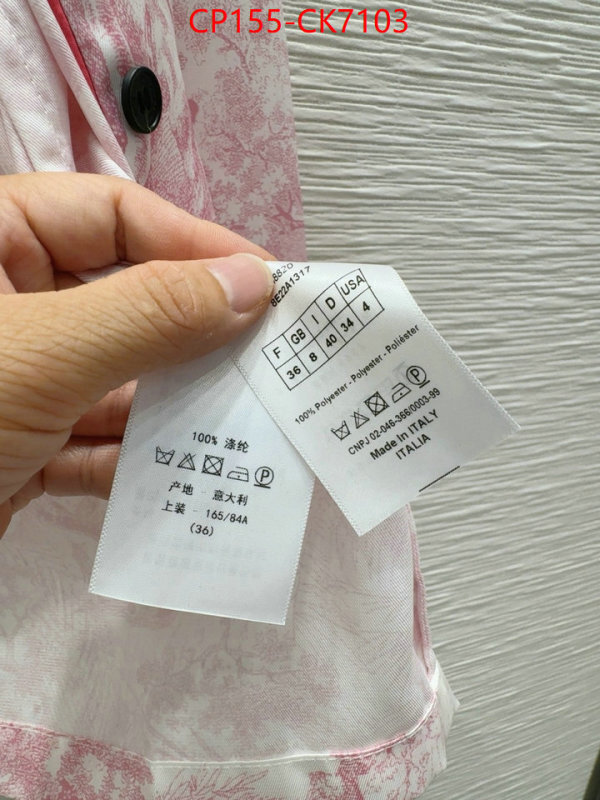 CP155-CK7103
8E22A1317
F GB I D USA
36 8 40 34 4
100% Polyester - Polyester - Poliéster
CNPJ 02-046-366/0003-99
Made in ITALY
ITALIA
100% 涤纶
P
P
产地 - 意大利
上装 - 165/84A
(36)